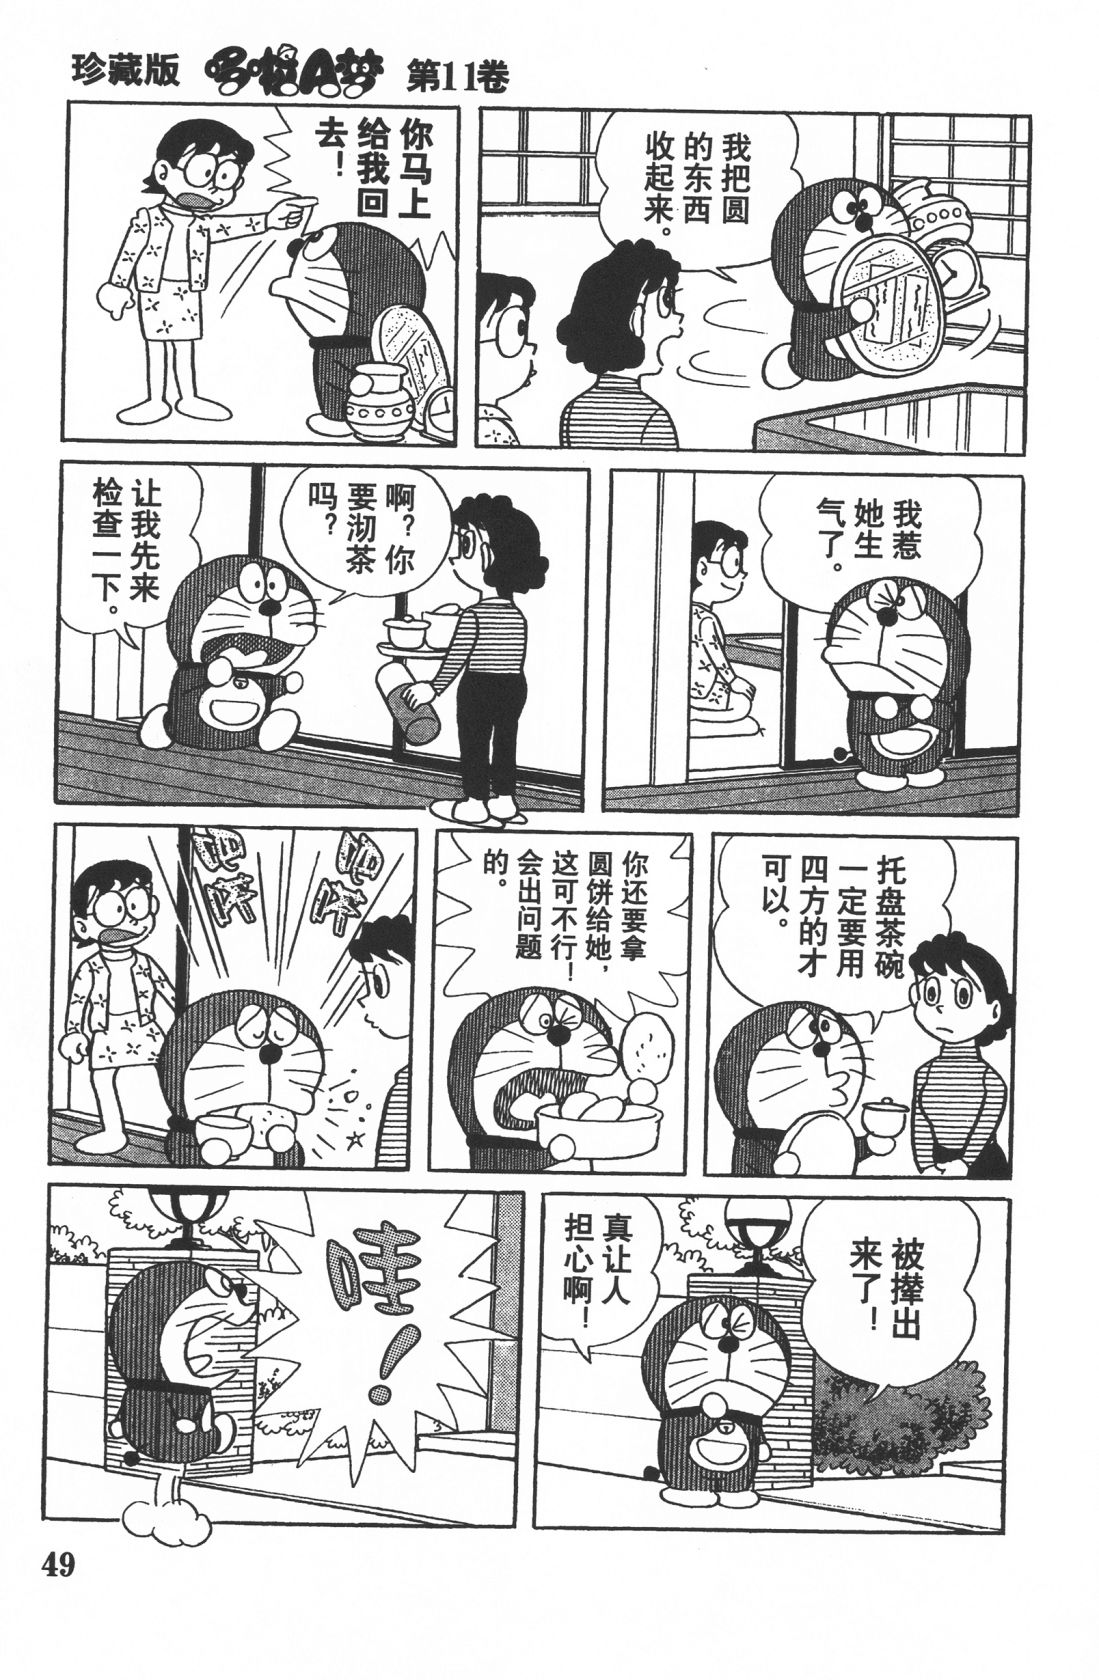 珍藏版 哆啦A梦 第11卷
我把圆
的东西
收起来。
你马上
给我回
去！
我惹
她生
气了。
啊？你
要沏茶
吗？
让我先来
检查一下。
托盘茶碗
一定要用
四方的才
可以。
你还要拿
圆饼给她，
这可不行！
会出问题
的。
吧嗒
吧嗒
被撵出
来了！
真让人
担心啊！
哇！
49